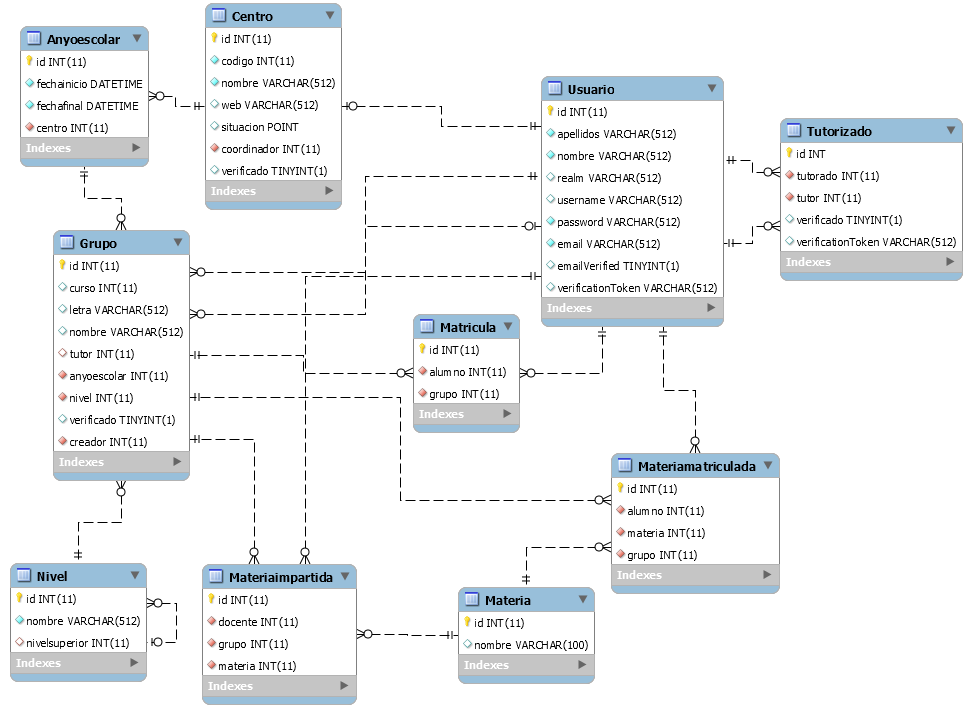 Anyoescolar
id INT(11)
fechainicio DATETIME
fechafinal DATETIME
centro INT(11)
Indexes
Centro
id INT(11)
codigo INT(11)
nombre VARCHAR(512)
web VARCHAR(512)
situacion POINT
coordinador INT(11)
verificado TINYINT(1)
Indexes
Usuario
id INT(11)
apellidos VARCHAR(512)
nombre VARCHAR(512)
realm VARCHAR(512)
username VARCHAR(512)
password VARCHAR(512)
email VARCHAR(512)
emailVerified TINYINT(1)
verificationToken VARCHAR(512)
Indexes
Tutorizado
id INT
tutorado INT(11)
tutor INT(11)
verificado TINYINT(1)
verificationToken VARCHAR(512)
Indexes
Grupo
id INT(11)
curso INT(11)
letra VARCHAR(512)
nombre VARCHAR(512)
tutor INT(11)
anyoescolar INT(11)
nivel INT(11)
verificado TINYINT(1)
creador INT(11)
Indexes
Matricula
id INT(11)
alumno INT(11)
grupo INT(11)
Indexes
Materiamatriculada
id INT(11)
alumno INT(11)
materia INT(11)
grupo INT(11)
Indexes
Nivel
id INT(11)
nombre VARCHAR(512)
nivelsuperior INT(11)
Indexes
Materiaimpartida
id INT(11)
docente INT(11)
grupo INT(11)
materia INT(11)
Indexes
Materia
id INT(11)
nombre VARCHAR(100)
Indexes